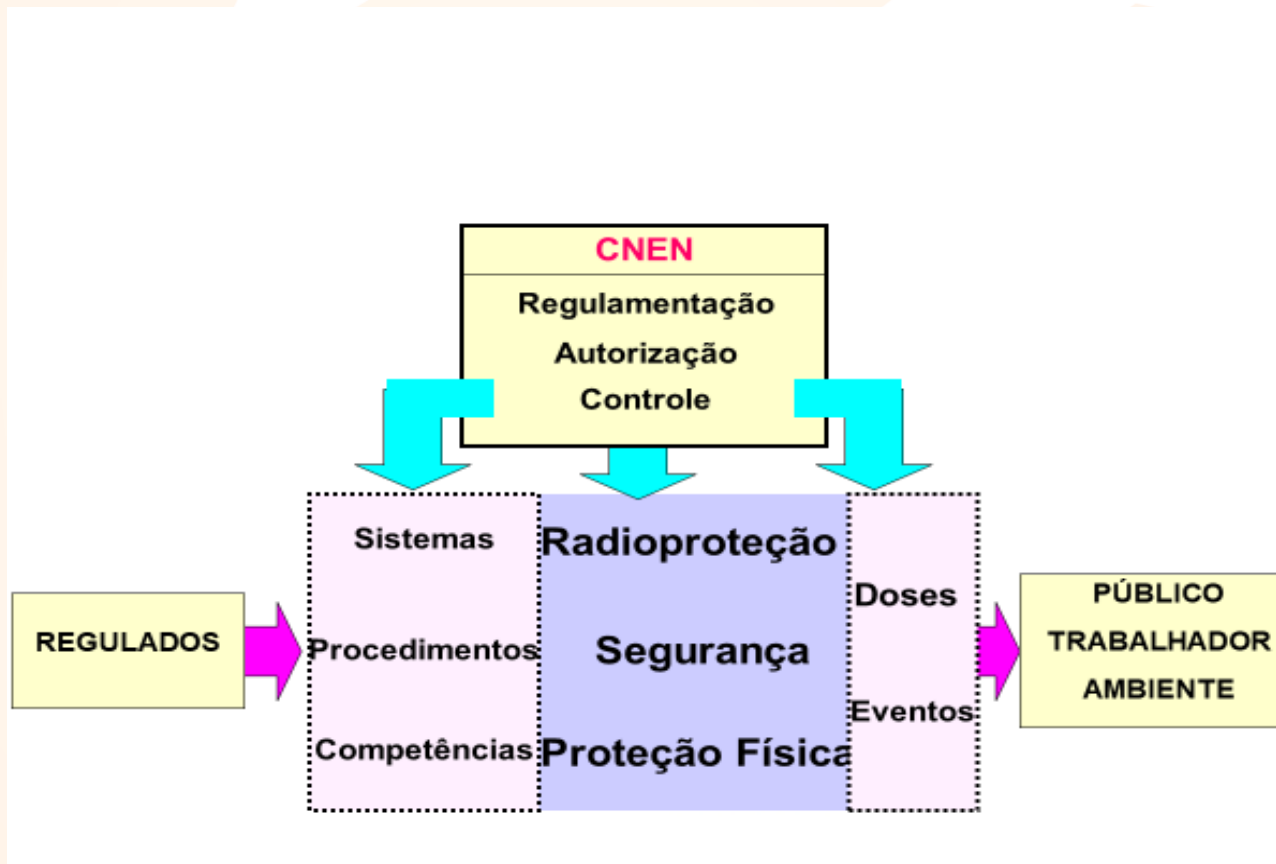 CNEN
Regulamentação
Autorização
Controle
REGULADOS
Sistemas
Procedimentos
Competências
Radioproteção
Segurança
Proteção Física
Doses
Eventos
PÚBLICO
TRABALHADOR
AMBIENTE